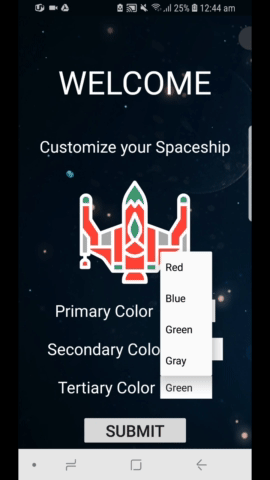 25% 12:44 am
WELCOME
Customize your Spaceship
Red
Blue
Green
Gray
Primary Color
Secondary Colo
Tertiary Color Green
SUBMIT